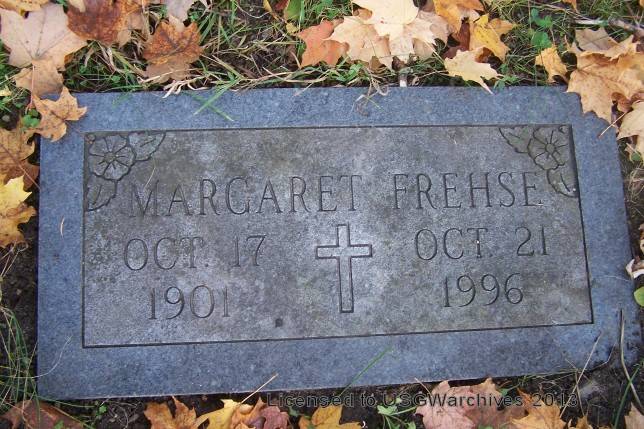 MARGARET FREHSE
OCT. 17 OCT. 21
1901 1996
Licensed to USGWarchives 2013